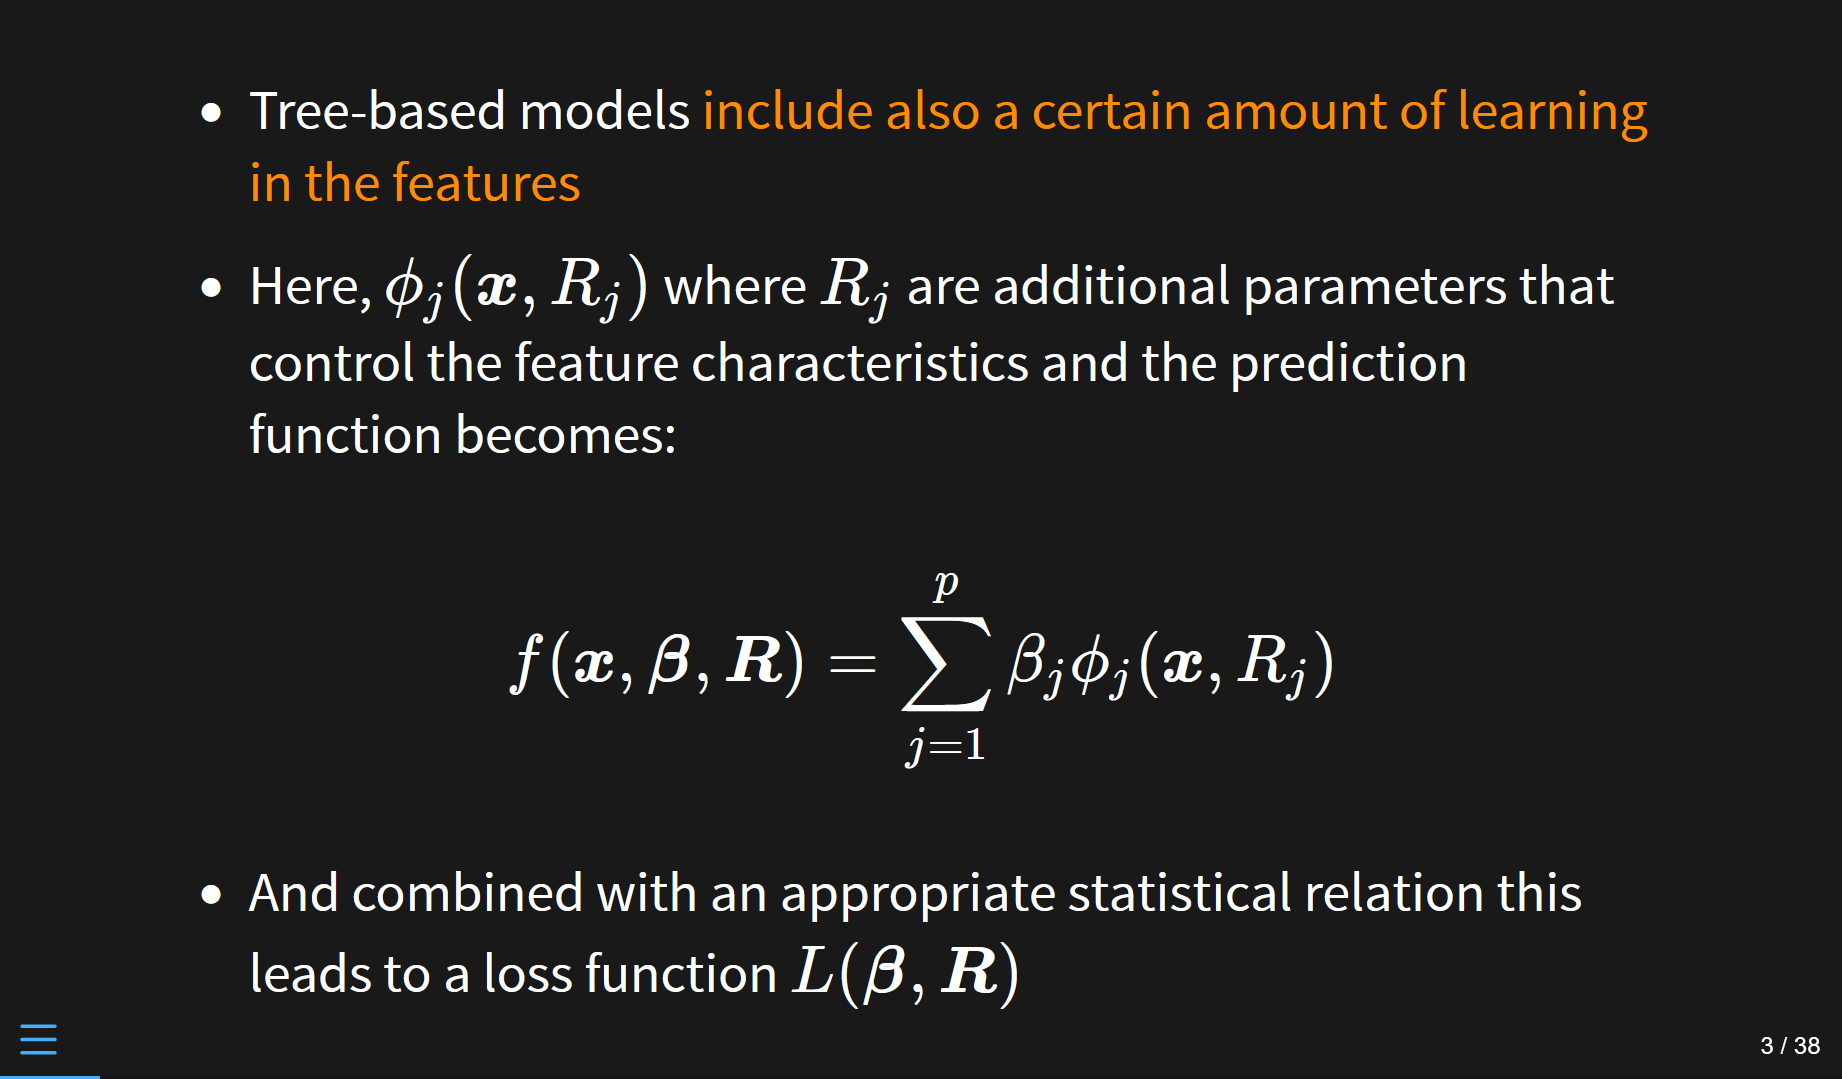 • Tree-based models include also a certain amount of learning
in the features
• Here, $\phi_j(\boldsymbol{x}, R_j)$ where $R_j$ are additional parameters that
control the feature characteristics and the prediction
function becomes:
$f(\boldsymbol{x}, \boldsymbol{\beta}, \boldsymbol{R}) = \sum_{j=1}^{p} \beta_j \phi_j(\boldsymbol{x}, R_j)$
• And combined with an appropriate statistical relation this
leads to a loss function $L(\boldsymbol{\beta}, \boldsymbol{R})$
3 / 38